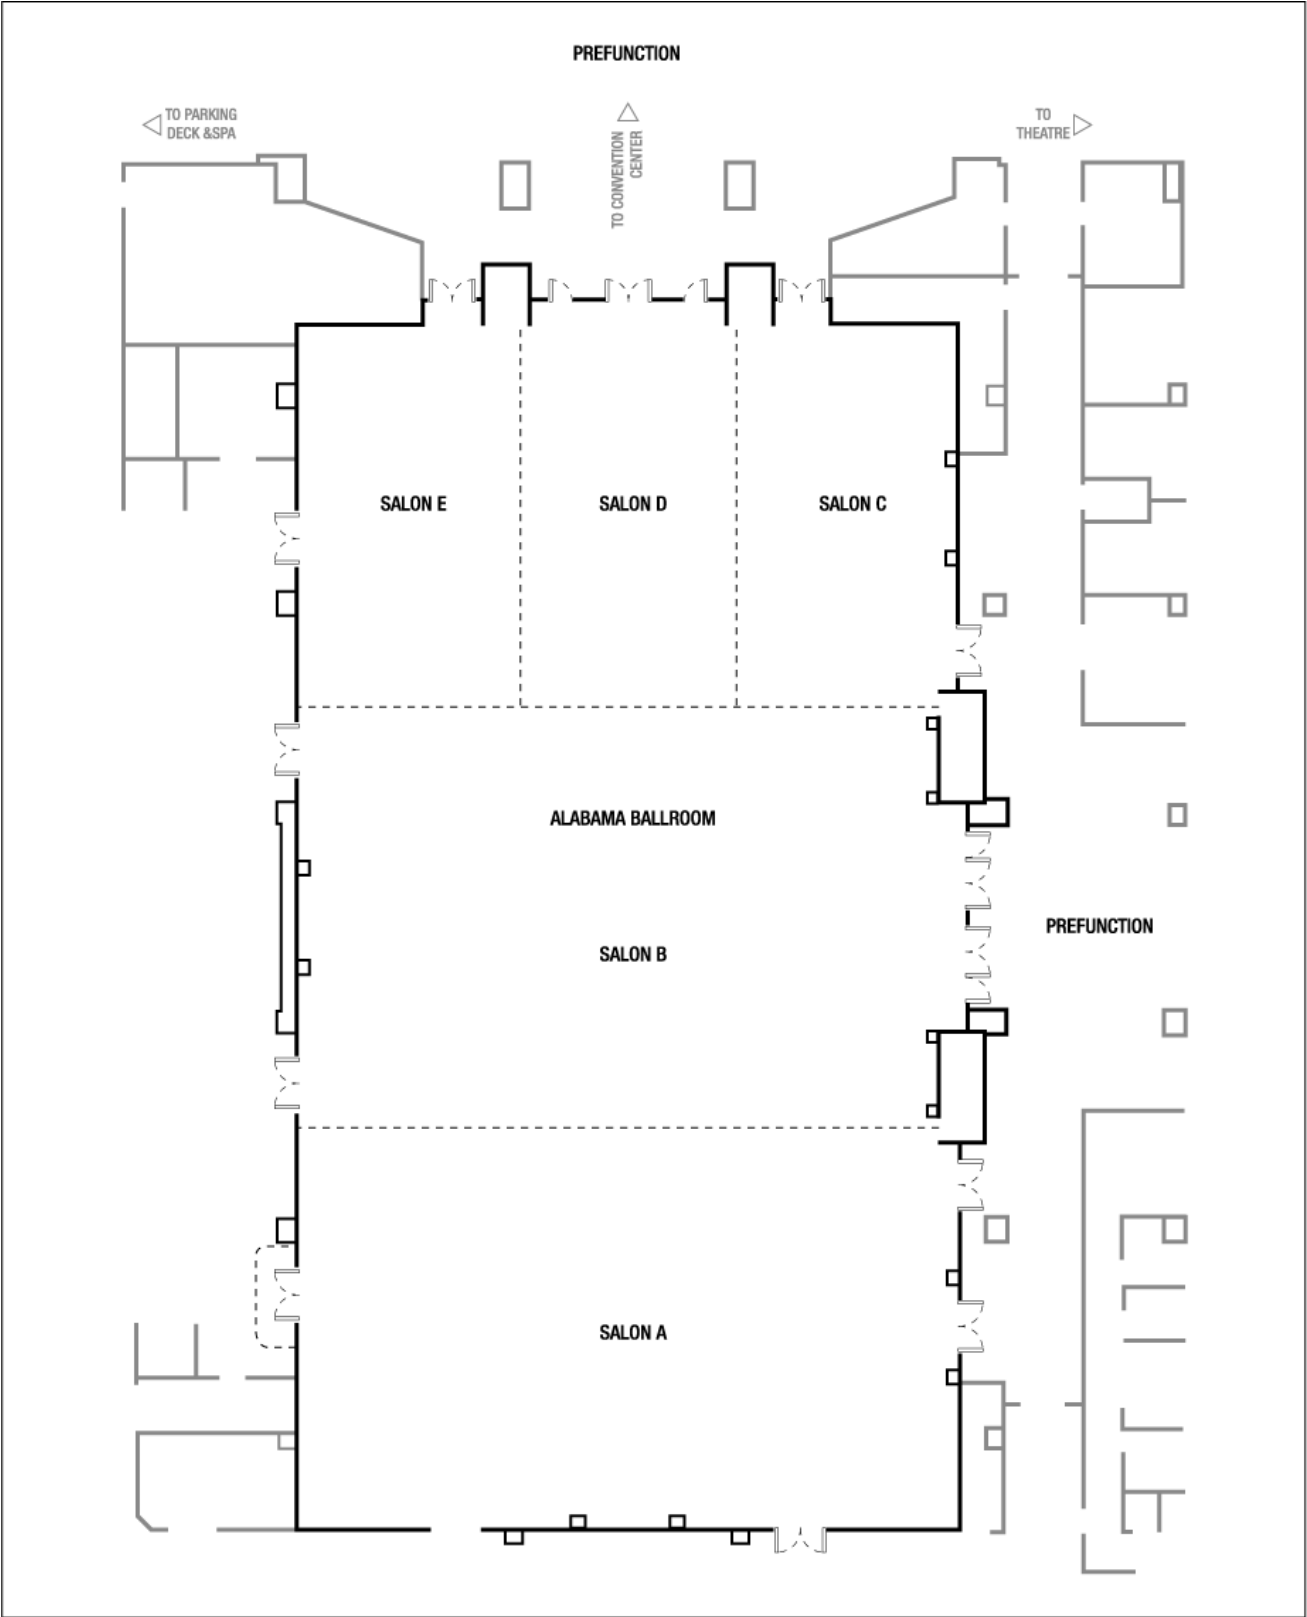 PREFUNCTION
TO PARKING
DECK &SPA
TO CONVENTION
CENTER
TO
THEATRE
SALON E
SALON D
SALON C
ALABAMA BALLROOM
PREFUNCTION
SALON B
SALON A